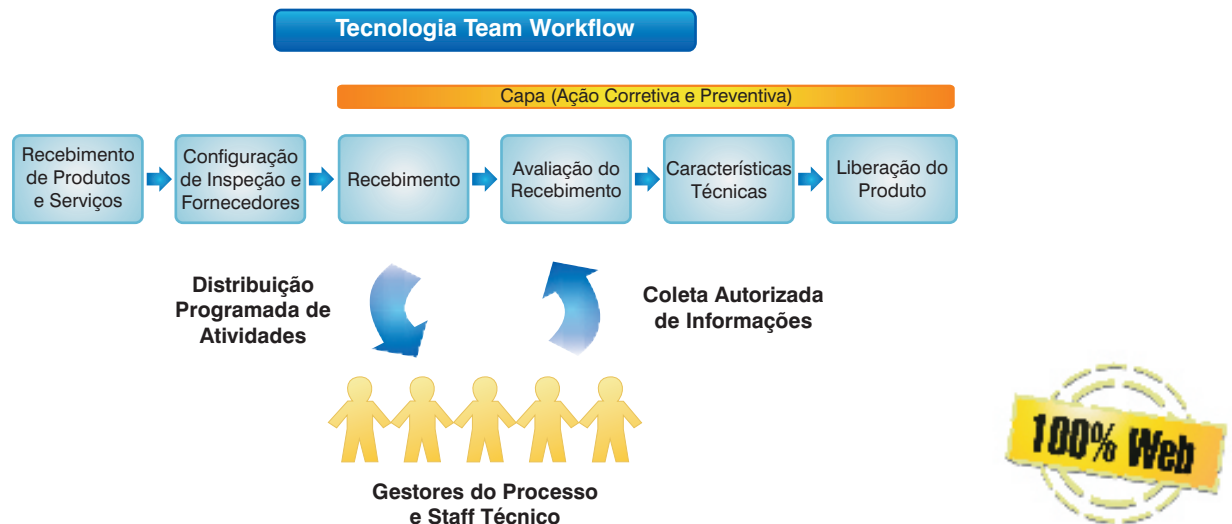 Tecnologia Team Workflow
Capa (Ação Corretiva e Preventiva)
Recebimento
de Produtos
e Serviços
Configuração
de Inspeção e
Fornecedores
Recebimento
Avaliação do
Recebimento
Características
Técnicas
Liberação do
Produto
Distribuição
Programada de
Atividades
Coleta Autorizada
de Informações
Gestores do Processo
e Staff Técnico
100% Web